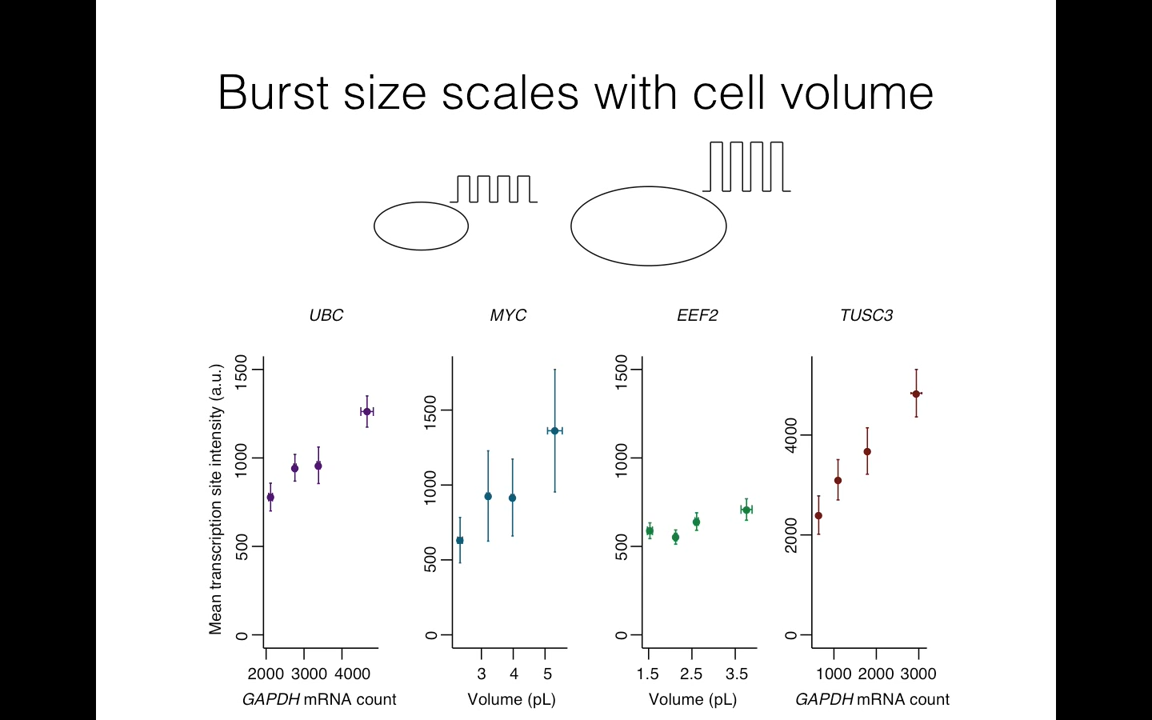 Burst size scales with cell volume
UBC
MYC
EEF2
TUSC3
Mean transcription site intensity (a.u.)
1500
1000
500
0
2000 3000 4000
GAPDH mRNA count
1500
1000
500
0
3 4 5
Volume (pL)
1500
1000
500
0
1.5 2.5 3.5
Volume (pL)
4000
2000
0
1000 2000 3000
GAPDH mRNA count